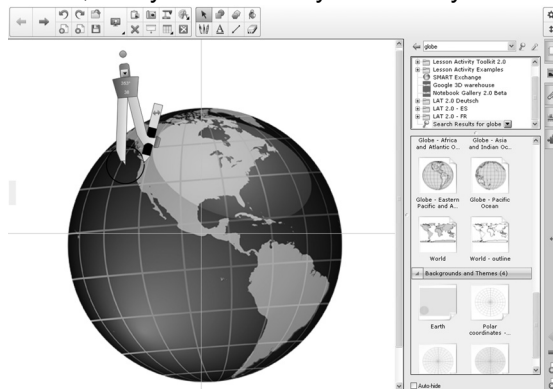 globe
Lesson Activity Toolkit 2.0
Lesson Activity Examples
SMART Exchange
Google 3D warehouse
Notebook Gallery 2.0 Beta
LAT 2.0 Deutsch
LAT 2.0 - ES
LAT 2.0 - FR
Search Results for globe
Globe - Africa and Atlantic O...
Globe - Asia and Indian Oc...
Globe - Eastern Pacific and A...
Globe - Pacific Ocean
World
World - outline
Backgrounds and Themes (4)
Earth
Polar coordinates -...
Auto-hide